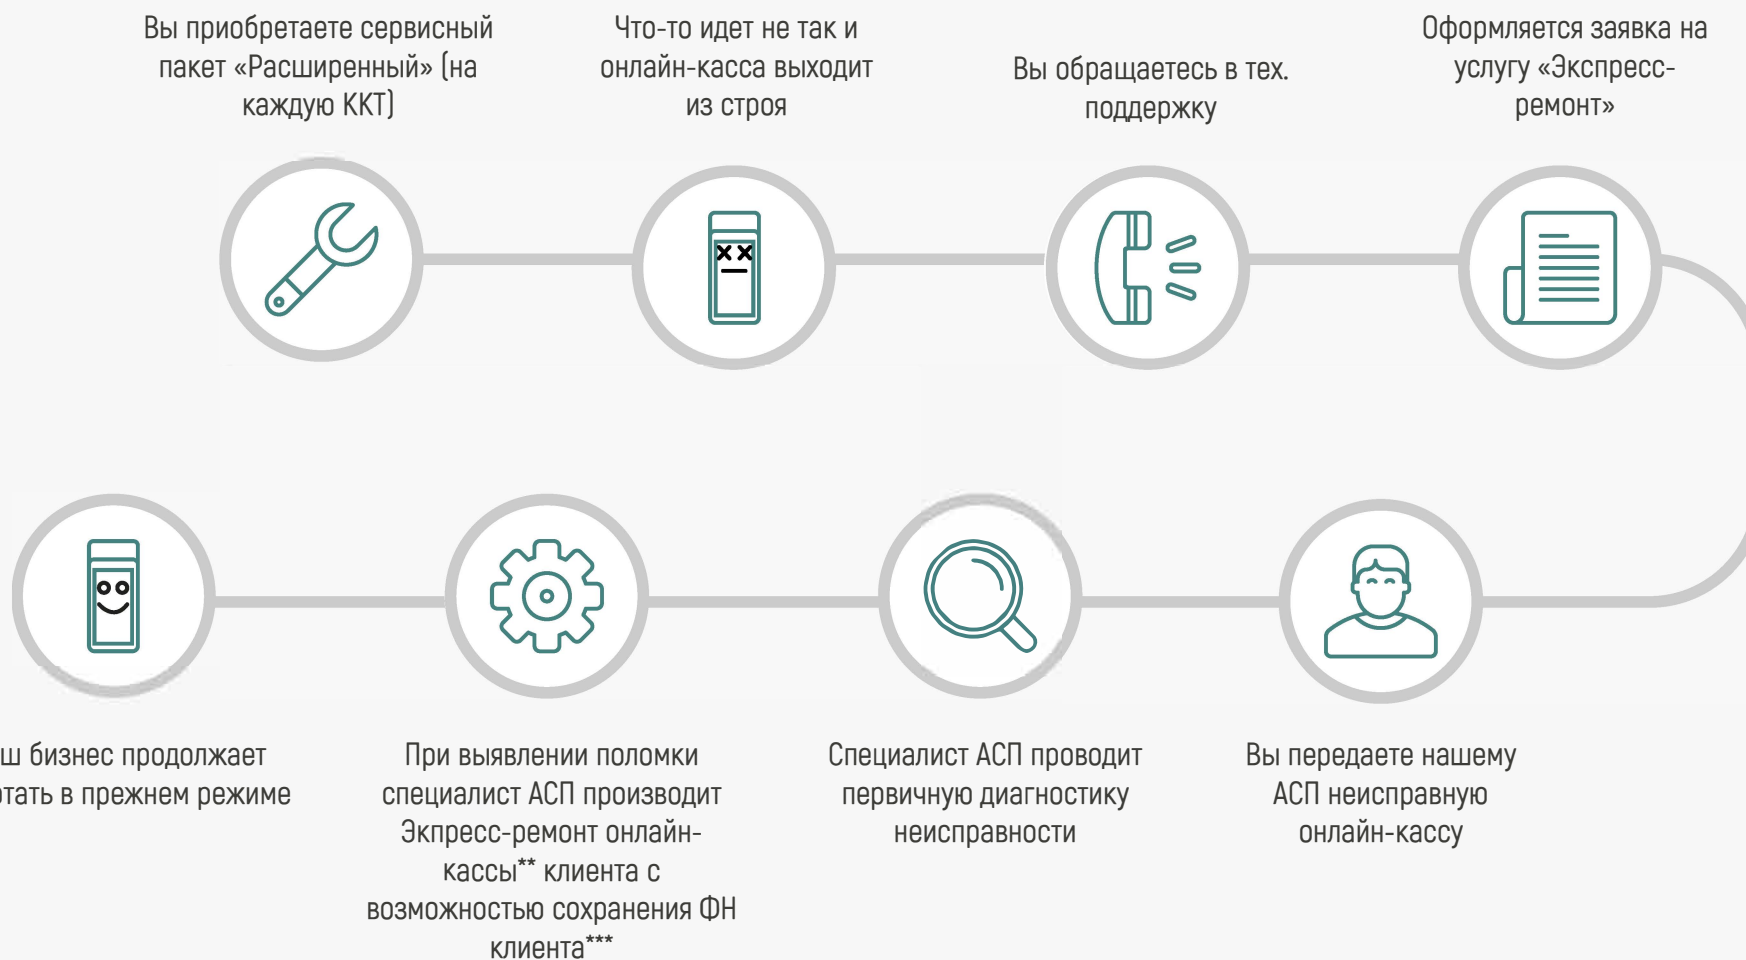 Вы приобретаете сервисный
пакет «Расширенный» (на
каждую ККТ)
Что-то идет не так и
онлайн-касса выходит
из строя
Вы обращаетесь в тех.
поддержку
Оформляется заявка на
услугу «Экспресс-
ремонт»
ш бизнес продолжает
отать в прежнем режиме
При выявлении поломки
специалист АСП производит
Экпресс-ремонт онлайн-
кассы** клиента с
возможностью сохранения ФН
клиента***
Специалист АСП проводит
первичную диагностику
неисправности
Вы передаете нашему
АСП неисправную
онлайн-кассу